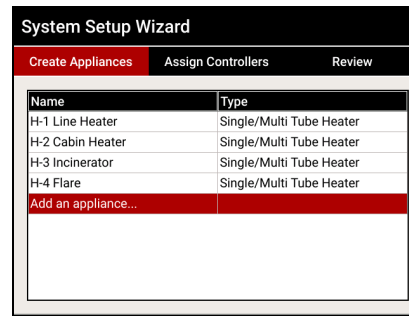 System Setup Wizard
Create Appliances Assign Controllers Review
Name Type
H-1 Line Heater Single/Multi Tube Heater
H-2 Cabin Heater Single/Multi Tube Heater
H-3 Incinerator Single/Multi Tube Heater
H-4 Flare Single/Multi Tube Heater
Add an appliance...